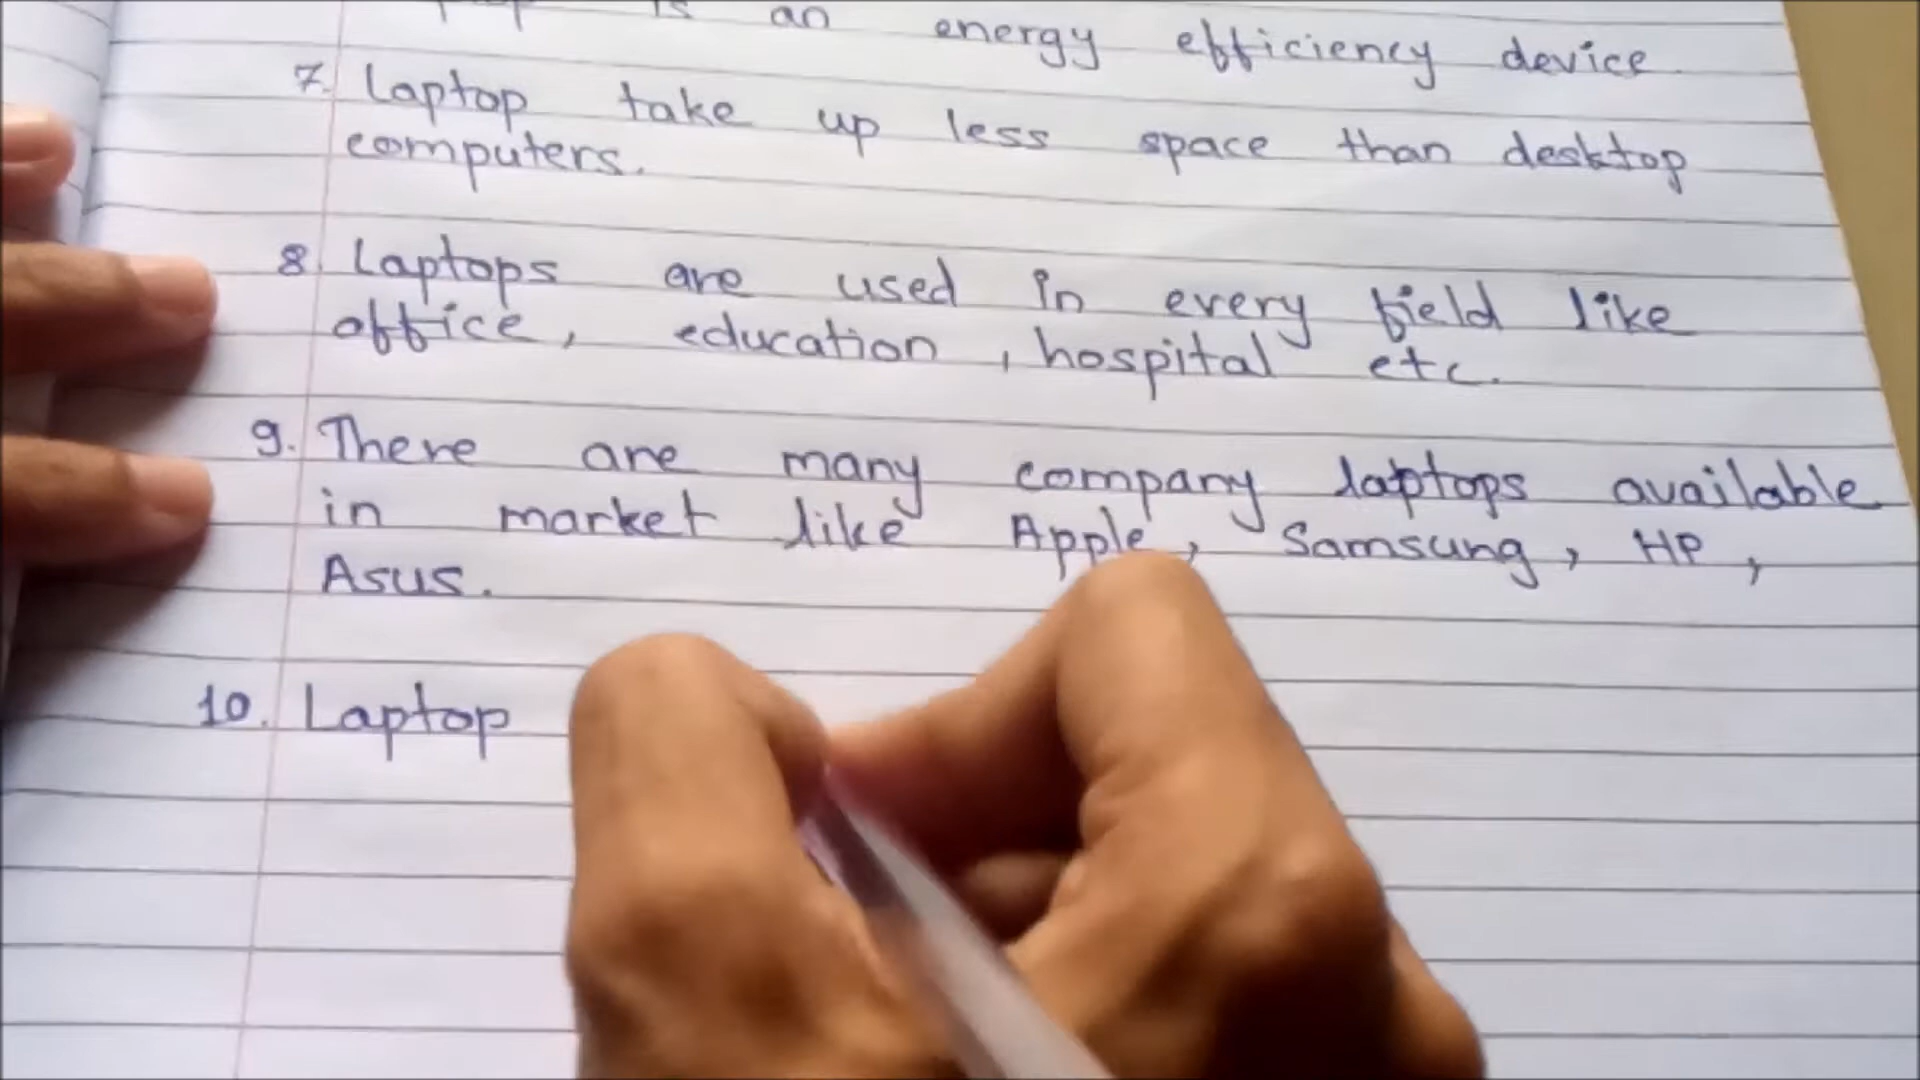 is an energy efficiency device
7. Laptop take up less space than desktop
computers.
8. Laptops are used in every field like
office, education, hospital etc.
9. There are many company laptops available
in market like Apple, Samsung, HP,
Asus.
10. Laptop